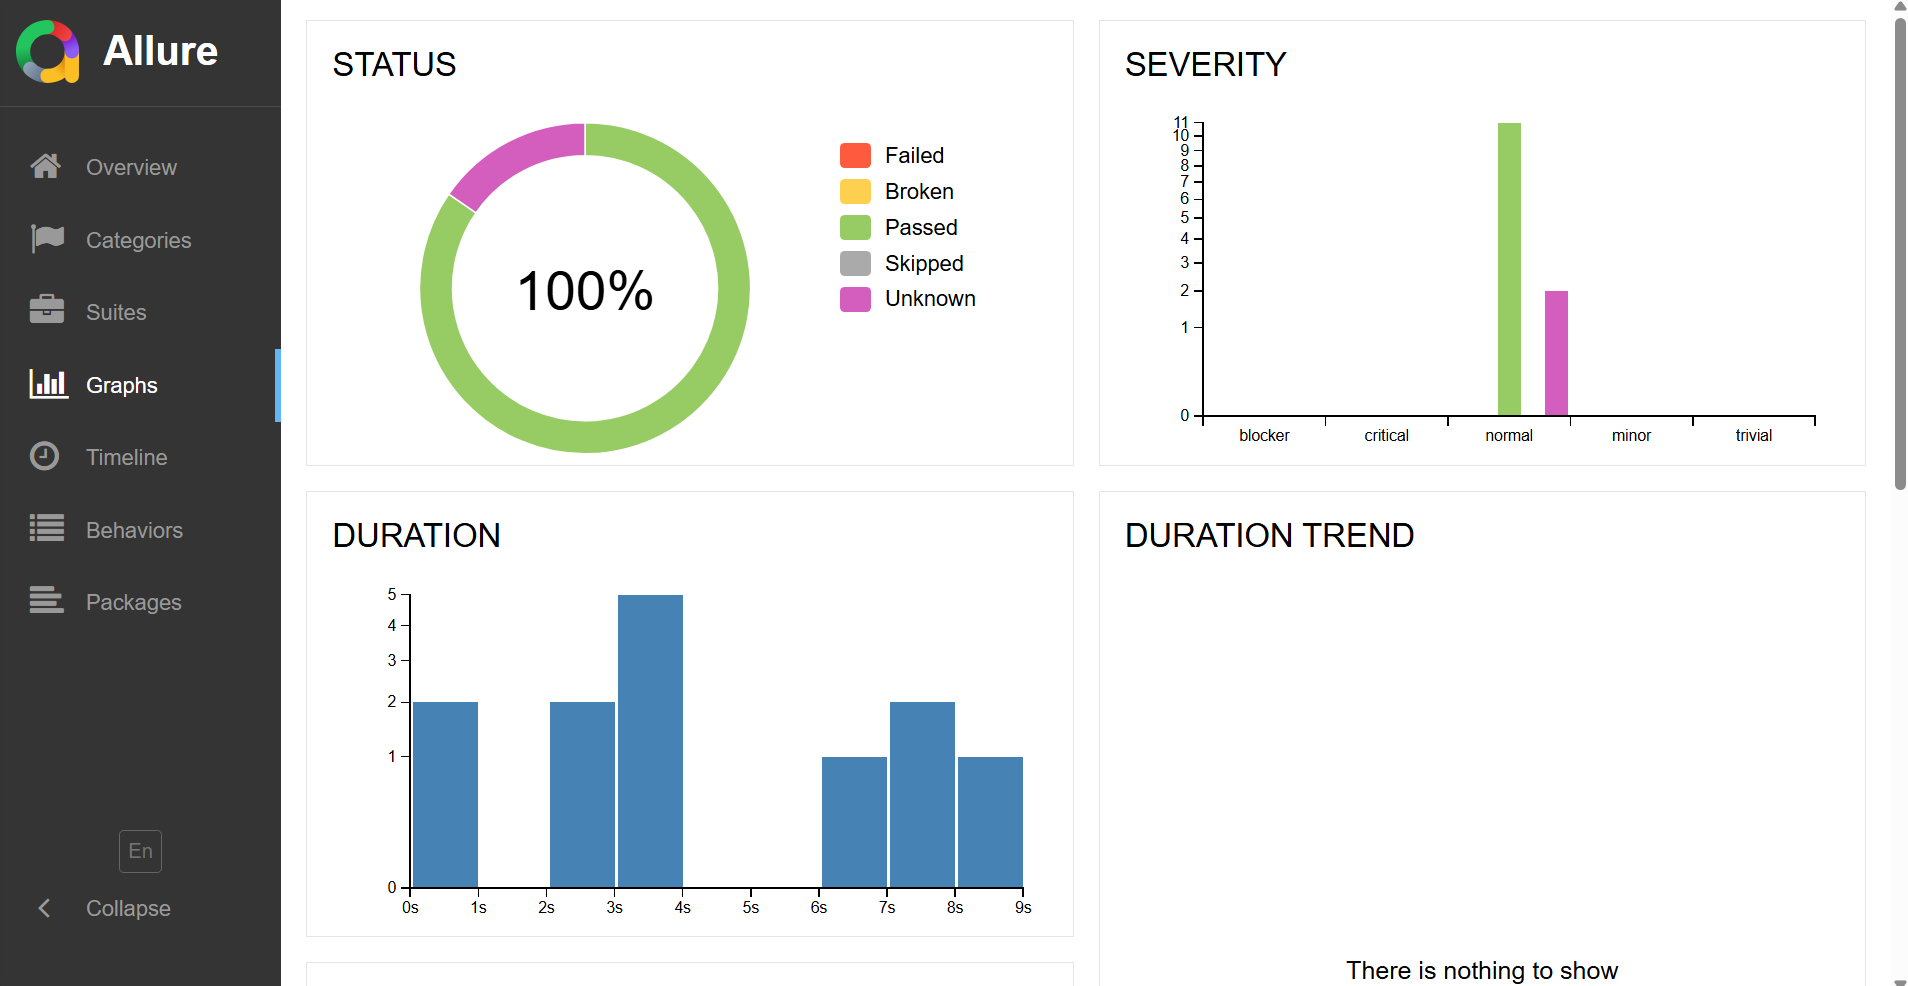 Allure
Overview
Categories
Suites
Graphs
Timeline
Behaviors
Packages
En
Collapse
STATUS
100%
Failed
Broken
Passed
Skipped
Unknown
SEVERITY
11
10
9
8
7
6
5
4
3
2
1
0
blocker critical normal minor trivial
DURATION
5
4
3
2
1
0
0s 1s 2s 3s 4s 5s 6s 7s 8s 9s
DURATION TREND
There is nothing to show